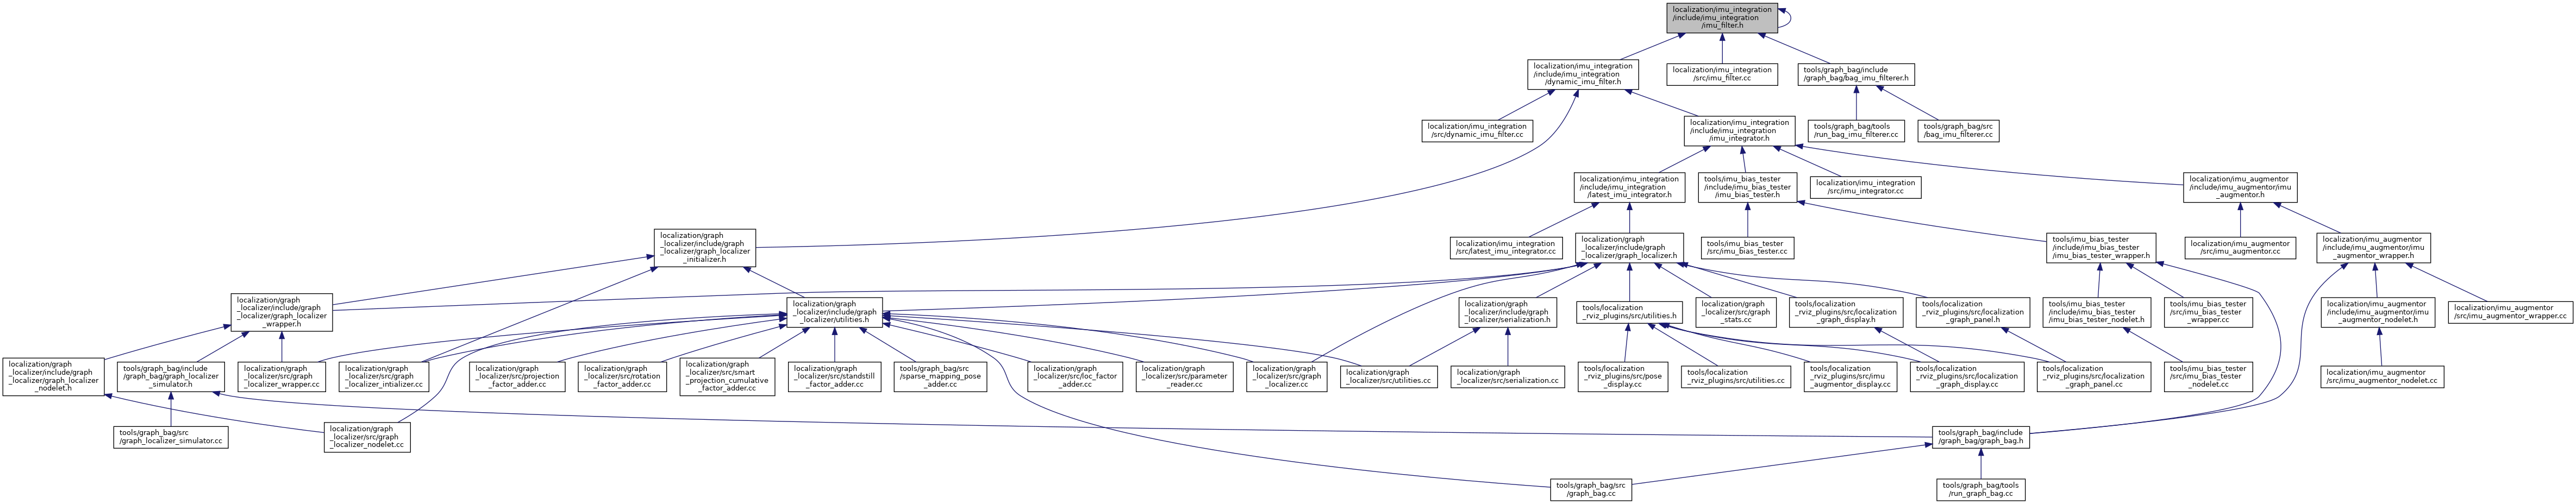 localization/imu_integration
/include/imu_integration
/imu_filter.h
localization/imu_integration
/include/imu_integration
/dynamic_imu_filter.h
localization/imu_integration
/src/imu_filter.cc
tools/graph_bag/include
/graph_bag/bag_imu_filterer.h
localization/imu_integration
/src/dynamic_imu_filter.cc
localization/imu_integration
/include/imu_integration
/imu_integrator.h
tools/graph_bag/tools
/run_bag_imu_filterer.cc
tools/graph_bag/src
/bag_imu_filterer.cc
localization/imu_integration
/include/imu_integration
/latest_imu_integrator.h
tools/imu_bias_tester
/include/imu_bias_tester
/imu_bias_tester.h
localization/imu_integration
/src/imu_integrator.cc
localization/imu_augmentor
/include/imu_augmentor/imu
_augmentor.h
localization/graph
_localizer/include/graph
_localizer/graph_localizer
_initializer.h
localization/imu_integration
/src/latest_imu_integrator.cc
localization/graph
_localizer/include/graph
_localizer/graph_localizer.h
tools/imu_bias_tester
/src/imu_bias_tester.cc
tools/imu_bias_tester
/include/imu_bias_tester
/imu_bias_tester_wrapper.h
localization/imu_augmentor
/src/imu_augmentor.cc
localization/imu_augmentor
/include/imu_augmentor/imu
_augmentor_wrapper.h
localization/graph
_localizer/include/graph
_localizer/graph_localizer
_wrapper.h
localization/graph
_localizer/include/graph
_localizer/utilities.h
localization/graph
_localizer/include/graph
_localizer/serialization.h
tools/localization
_rviz_plugins/src/utilities.h
localization/graph
_localizer/src/graph
_stats.cc
tools/localization
_rviz_plugins/src/localization
_graph_display.h
tools/localization
_rviz_plugins/src/localization
_graph_panel.h
tools/imu_bias_tester
/include/imu_bias_tester
/imu_bias_tester_nodelet.h
tools/imu_bias_tester
/src/imu_bias_tester
_wrapper.cc
localization/imu_augmentor
/include/imu_augmentor/imu
_augmentor_nodelet.h
localization/imu_augmentor
/src/imu_augmentor_wrapper.cc
localization/graph
_localizer/include/graph
_localizer/graph_localizer
_nodelet.h
tools/graph_bag/include
/graph_bag/graph_localizer
_simulator.h
localization/graph
_localizer/src/graph
_localizer_wrapper.cc
localization/graph
_localizer/src/graph
_localizer_intializer.cc
localization/graph
_localizer/src/projection
_factor_adder.cc
localization/graph
_localizer/src/rotation
_factor_adder.cc
localization/graph
_localizer/src/smart
_projection_cumulative
_factor_adder.cc
localization/graph
_localizer/src/standstill
_factor_adder.cc
tools/graph_bag/src
/sparse_mapping_pose
_adder.cc
localization/graph
_localizer/src/loc_factor
_adder.cc
localization/graph
_localizer/src/parameter
_reader.cc
localization/graph
_localizer/src/graph
_localizer.cc
localization/graph
_localizer/src/utilities.cc
localization/graph
_localizer/src/serialization.cc
tools/localization
_rviz_plugins/src/pose
_display.cc
tools/localization
_rviz_plugins/src/utilities.cc
tools/localization
_rviz_plugins/src/imu
_augmentor_display.cc
tools/localization
_rviz_plugins/src/localization
_graph_display.cc
tools/localization
_rviz_plugins/src/localization
_graph_panel.cc
tools/imu_bias_tester
/src/imu_bias_tester
_nodelet.cc
localization/imu_augmentor
/src/imu_augmentor_nodelet.cc
tools/graph_bag/src
/graph_localizer_simulator.cc
localization/graph
_localizer/src/graph
_localizer_nodelet.cc
tools/graph_bag/include
/graph_bag/graph_bag.h
tools/graph_bag/src
/graph_bag.cc
tools/graph_bag/tools
/run_graph_bag.cc